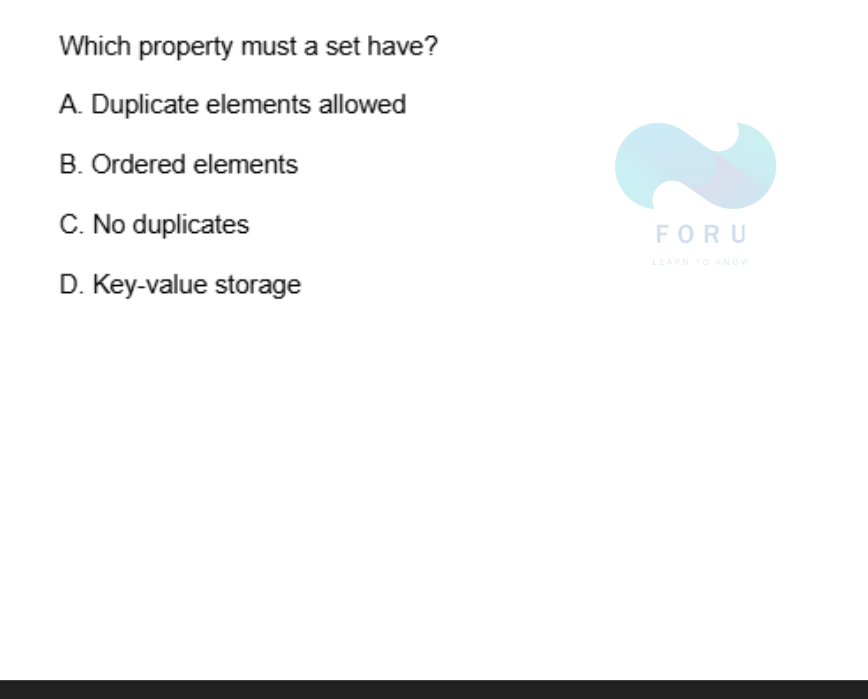 Which property must a set have?
A. Duplicate elements allowed
B. Ordered elements
C. No duplicates
D. Key-value storage
FORU
LEARN TO KNOW